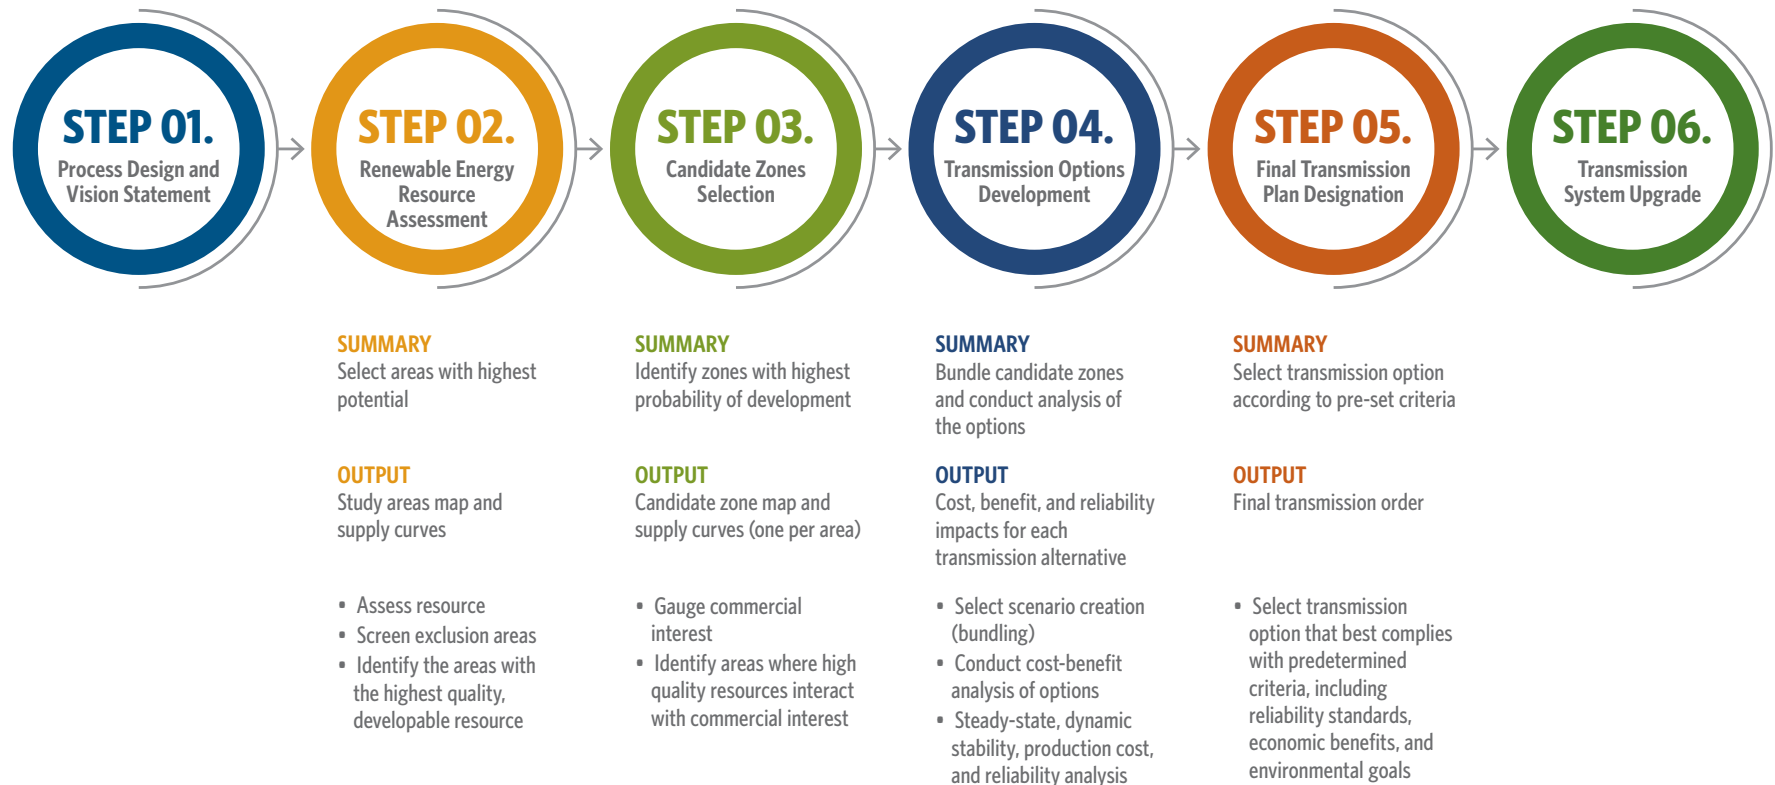 STEP 01.
Process Design and
Vision Statement
STEP 02.
Renewable Energy
Resource
Assessment
STEP 03.
Candidate Zones
Selection
STEP 04.
Transmission Options
Development
STEP 05.
Final Transmission
Plan Designation
STEP 06.
Transmission
System Upgrade
SUMMARY
Select areas with highest
potential
OUTPUT
Study areas map and
supply curves
• Assess resource
• Screen exclusion areas
• Identify the areas with
the highest quality,
developable resource
SUMMARY
Identify zones with highest
probability of development
OUTPUT
Candidate zone map and
supply curves (one per area)
• Gauge commercial
interest
• Identify areas where high
quality resources interact
with commercial interest
SUMMARY
Bundle candidate zones
and conduct analysis of
the options
OUTPUT
Cost, benefit, and reliability
impacts for each
transmission alternative
• Select scenario creation
(bundling)
• Conduct cost-benefit
analysis of options
• Steady-state, dynamic
stability, production cost,
and reliability analysis
SUMMARY
Select transmission option
according to pre-set criteria
OUTPUT
Final transmission order
• Select transmission
option that best complies
with predetermined
criteria, including
reliability standards,
economic benefits, and
environmental goals